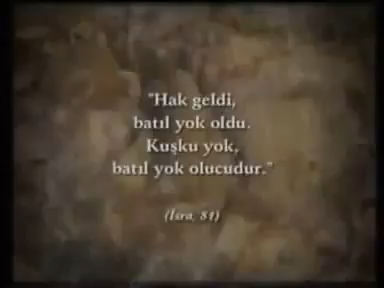 "Hak geldi,
batıl yok oldu.
Kuşku yok,
batıl yok olucudur."
(İsra, 81)